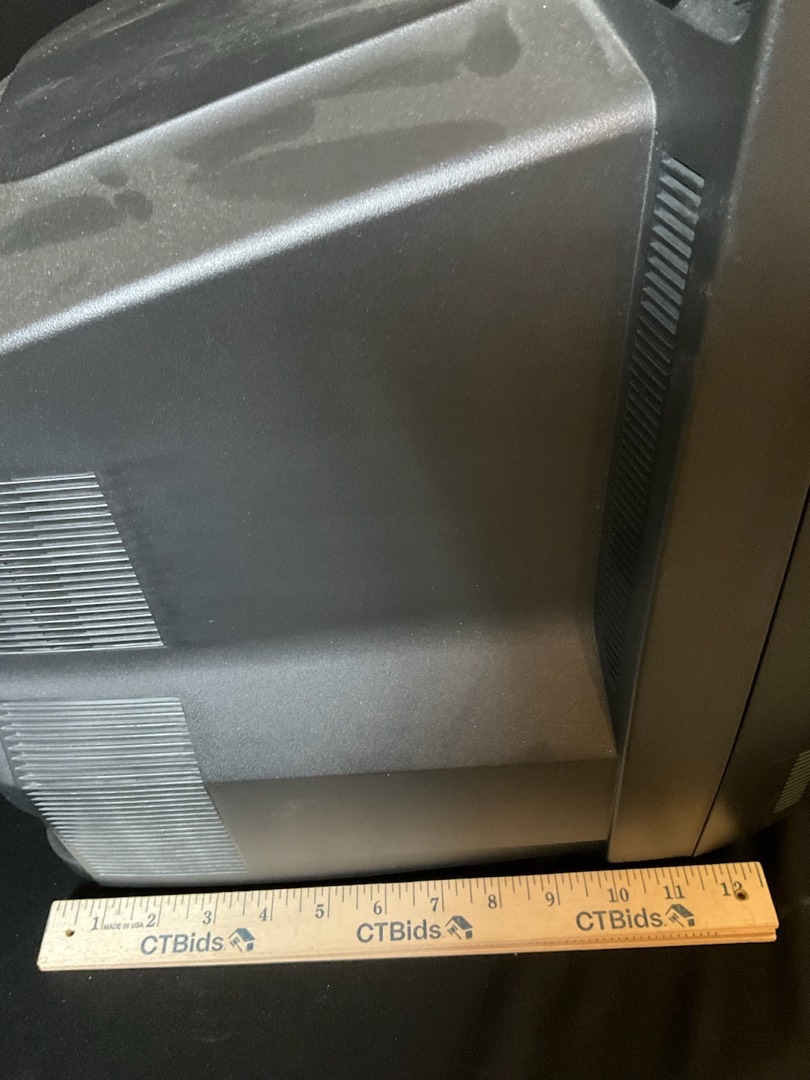 1 MADE IN USA 2 3 4 5 6 7 8 9 10 11 12
CTBids CTBids CTBids